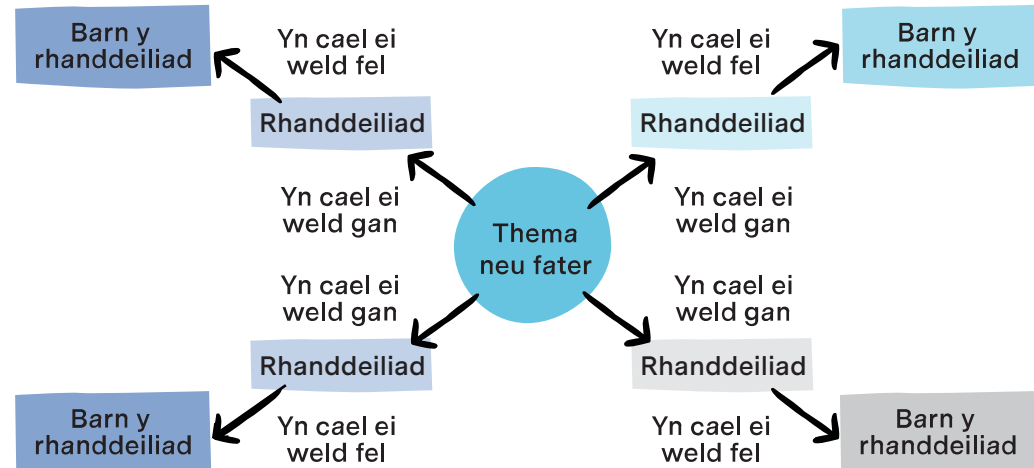 Barn y
rhanddeiliad
Yn cael ei
weld fel
Yn cael ei
weld fel
Barn y
rhanddeiliad
Rhanddeiliad
Rhanddeiliad
Yn cael ei
weld gan
Yn cael ei
weld gan
Thema
neu fater
Yn cael ei
weld gan
Yn cael ei
weld gan
Rhanddeiliad
Rhanddeiliad
Barn y
rhanddeiliad
Yn cael ei
weld fel
Yn cael ei
weld fel
Barn y
rhanddeiliad